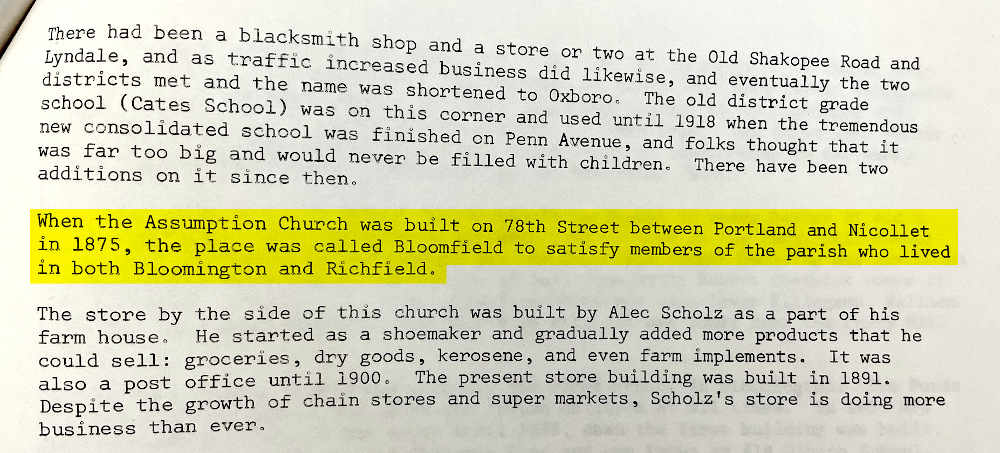 There had been a blacksmith shop and a store or two at the Old Shakopee Road and
Lyndale, and as traffic increased business did likewise, and eventually the two
districts met and the name was shortened to Oxboro. The old district grade
school (Cates School) was on this corner and used until 1918 when the tremendous
new consolidated school was finished on Penn Avenue, and folks thought that it
was far too big and would never be filled with children. There have been two
additions on it since then.
When the Assumption Church was built on 78th Street between Portland and Nicollet
in 1875, the place was called Bloomfield to satisfy members of the parish who lived
in both Bloomington and Richfield.
The store by the side of this church was built by Alec Scholz as a part of his
farm house. He started as a shoemaker and gradually added more products that he
could sell: groceries, dry goods, kerosene, and even farm implements. It was
also a post office until 1900. The present store building was built in 1891.
Despite the growth of chain stores and super markets, Scholz's store is doing more
business than ever.